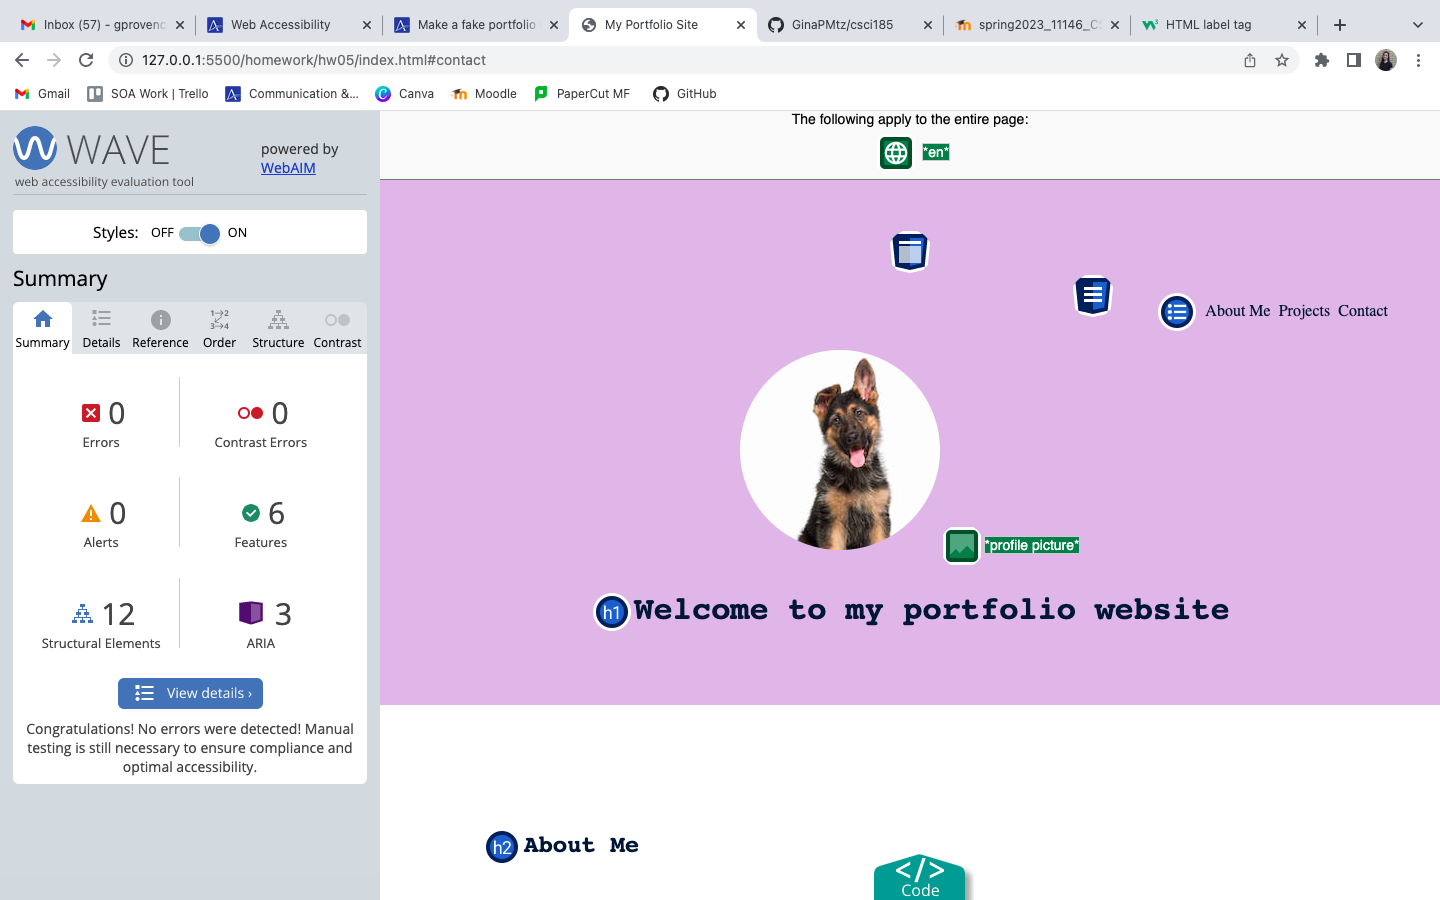 Inbox (57) - gprovenc
Web Accessibility
Make a fake portfolio
My Portfolio Site
GinaPMtz/csci185
spring2023_11146_CS
HTML label tag
127.0.0.1:5500/homework/hw05/index.html#contact
Gmail
SOA Work | Trello
Communication &...
Canva
Moodle
PaperCut MF
GitHub
WAVE
web accessibility evaluation tool
powered by
WebAIM
Styles: OFF ON
Summary
Summary
Details
Reference
Order
Structure
Contrast
0
Errors
0
Contrast Errors
0
Alerts
6
Features
12
Structural Elements
3
ARIA
View details ›
Congratulations! No errors were detected! Manual
testing is still necessary to ensure compliance and
optimal accessibility.
The following apply to the entire page:
*en*
About Me Projects Contact
*profile picture*
h1 Welcome to my portfolio website
h2 About Me
</>
Code